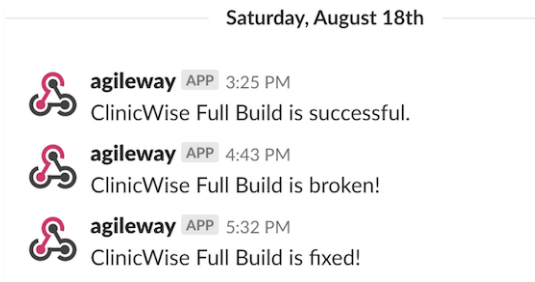 Saturday, August 18th
agileway APP 3:25 PM
ClinicWise Full Build is successful.
agileway APP 4:43 PM
ClinicWise Full Build is broken!
agileway APP 5:32 PM
ClinicWise Full Build is fixed!